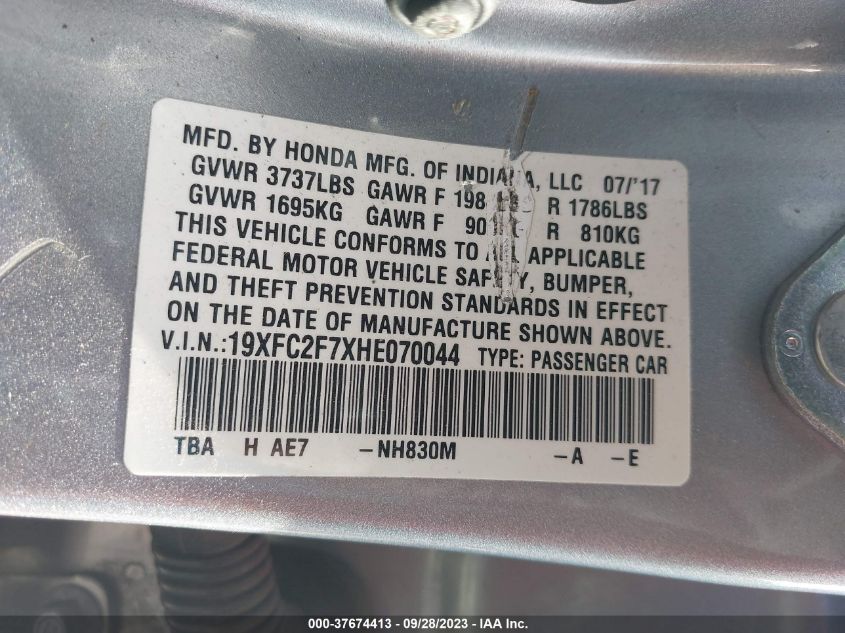 MFD. BY HONDA MFG. OF INDIANA, LLC 07/'17
GVWR 3737LBS GAWR F R 1786LBS
GVWR 1695KG GAWR F R 810KG
THIS VEHICLE CONFORMS TO ALL APPLICABLE
FEDERAL MOTOR VEHICLE SAFETY, BUMPER,
AND THEFT PREVENTION STANDARDS IN EFFECT
ON THE DATE OF MANUFACTURE SHOWN ABOVE.
V.I.N.:19XFC2F7XHE070044 TYPE: PASSENGER CAR
TBA H AE7 -NH830M -A -E
000-37674413 - 09/28/2023 - IAA Inc.